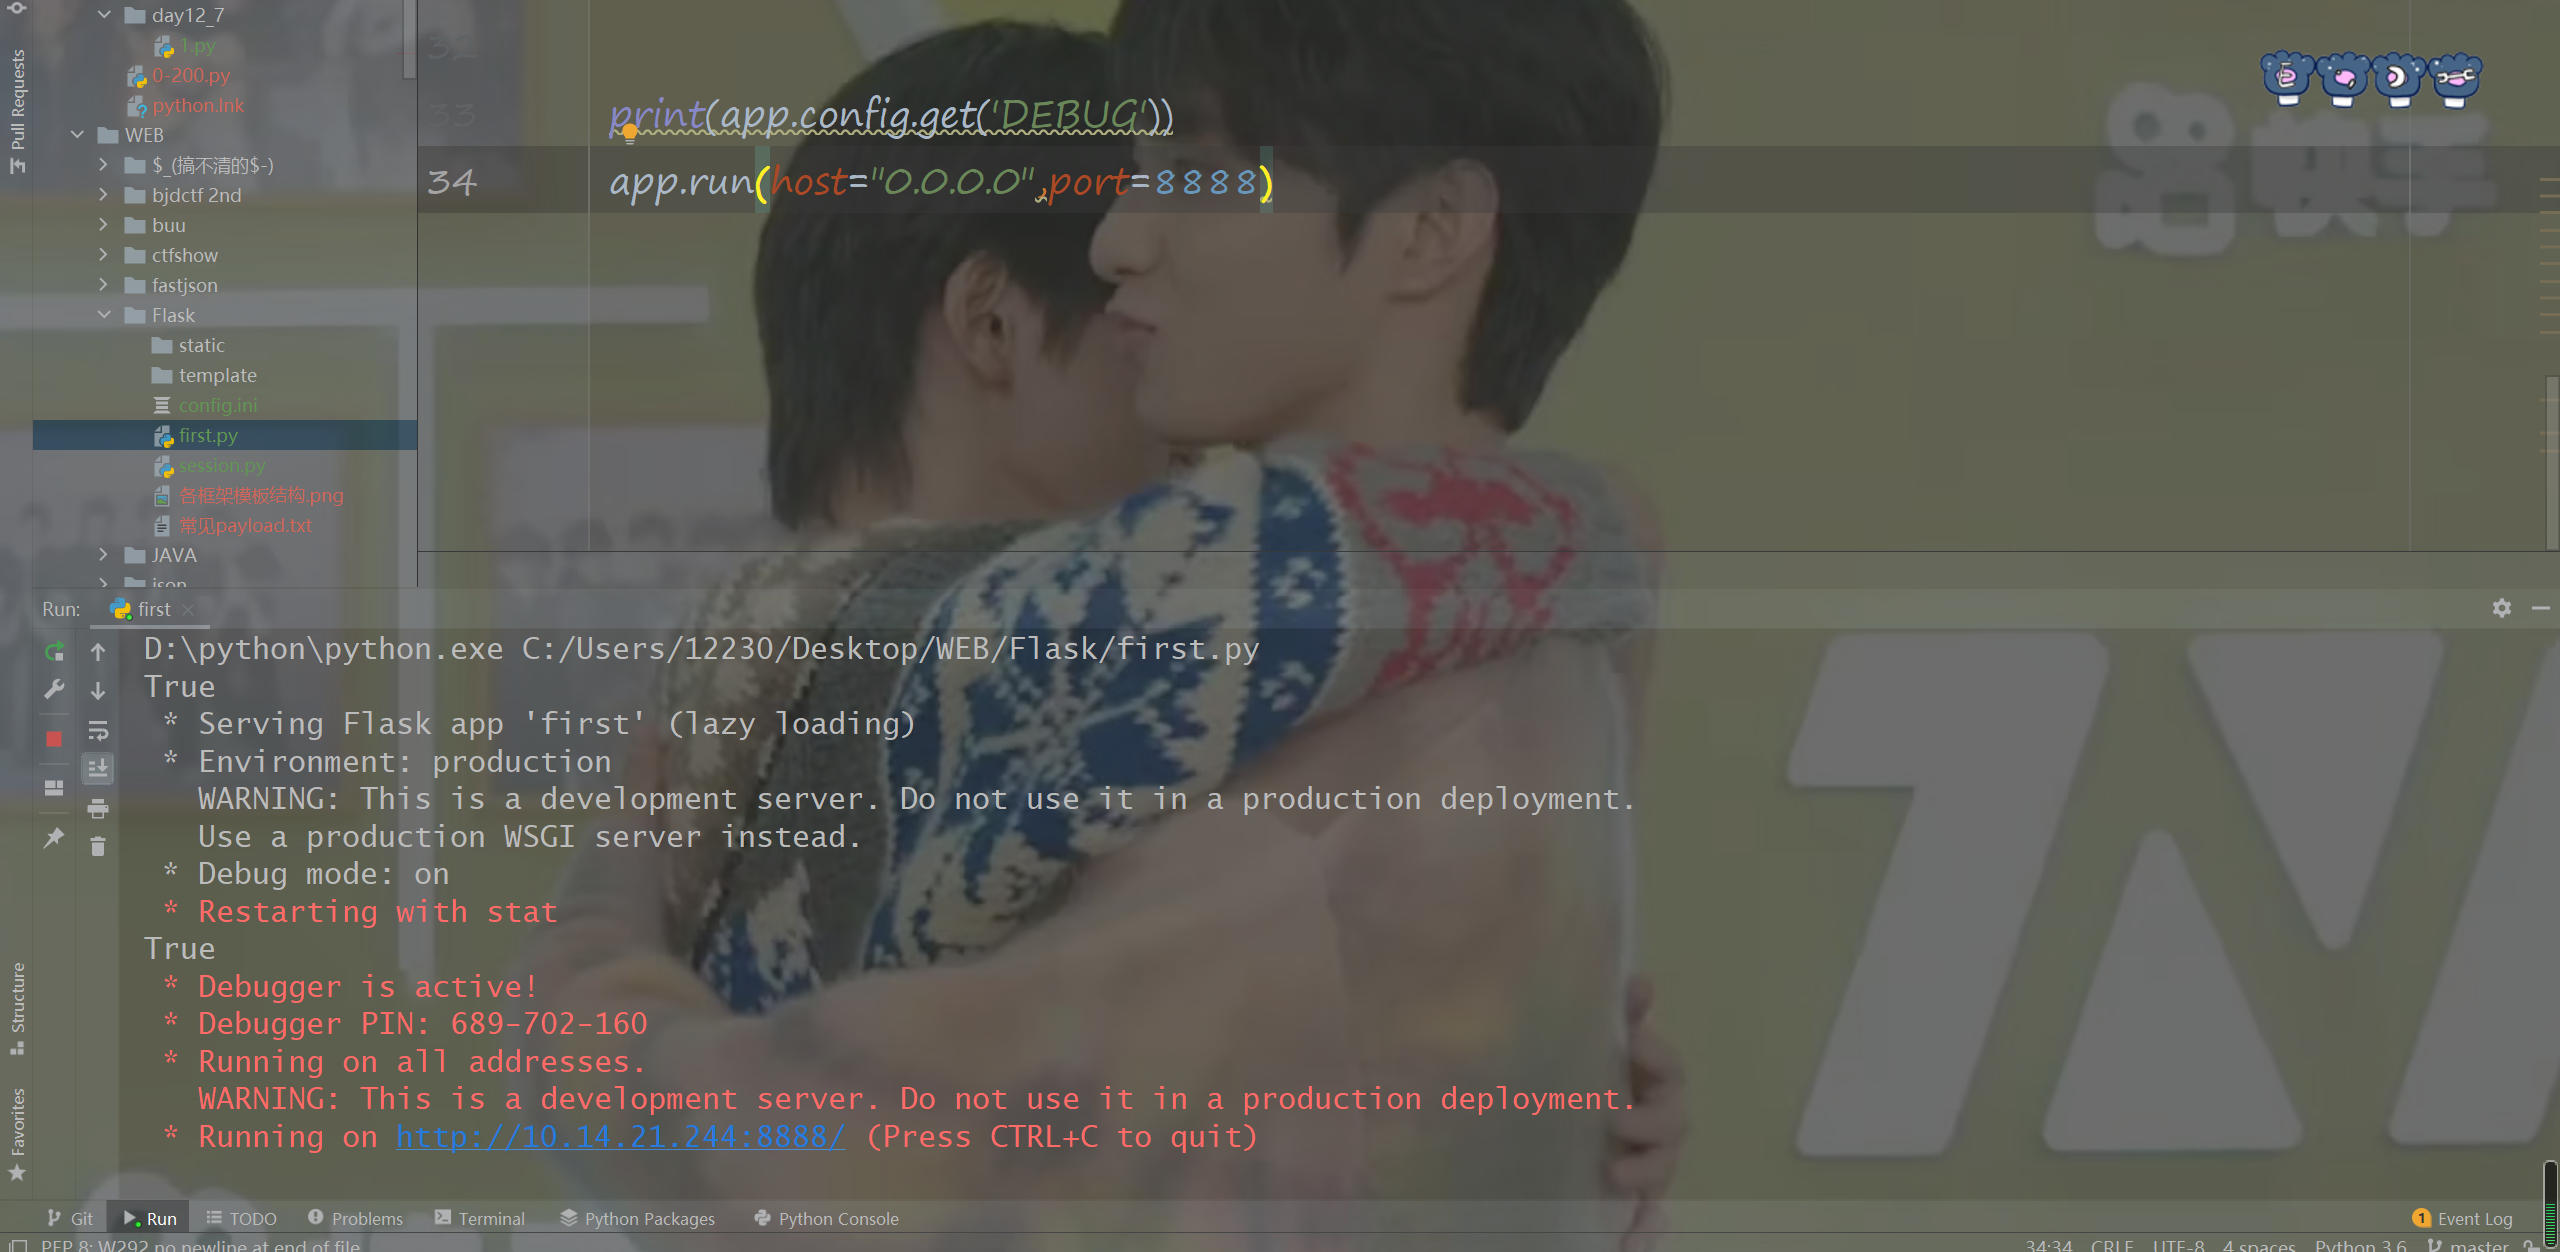 day12_7
1.py
0-200.py
python.lnk
WEB
$_(搞不清的$-)
bjdctf 2nd
buu
ctfshow
fastjson
Flask
static
template
config.ini
first.py
session.py
各框架模板结构.png
常见payload.txt
JAVA
json
Pull Requests
32
33
print(app.config.get('DEBUG'))
34
app.run(host="0.0.0.0",port=8888)
Run:
first
D:\python\python.exe C:/Users/12230/Desktop/WEB/Flask/first.py
True
* Serving Flask app 'first' (lazy loading)
* Environment: production
WARNING: This is a development server. Do not use it in a production deployment.
Use a production WSGI server instead.
* Debug mode: on
* Restarting with stat
True
* Debugger is active!
* Debugger PIN: 689-702-160
* Running on all addresses.
WARNING: This is a development server. Do not use it in a production deployment.
* Running on http://10.14.21.244:8888/ (Press CTRL+C to quit)
Structure
Favorites
Git
Run
TODO
Problems
Terminal
Python Packages
Python Console
1 Event Log
PEP 8: W292 no newline at end of file
34:34 CRLF UTF-8 4 spaces Python 3.6 master